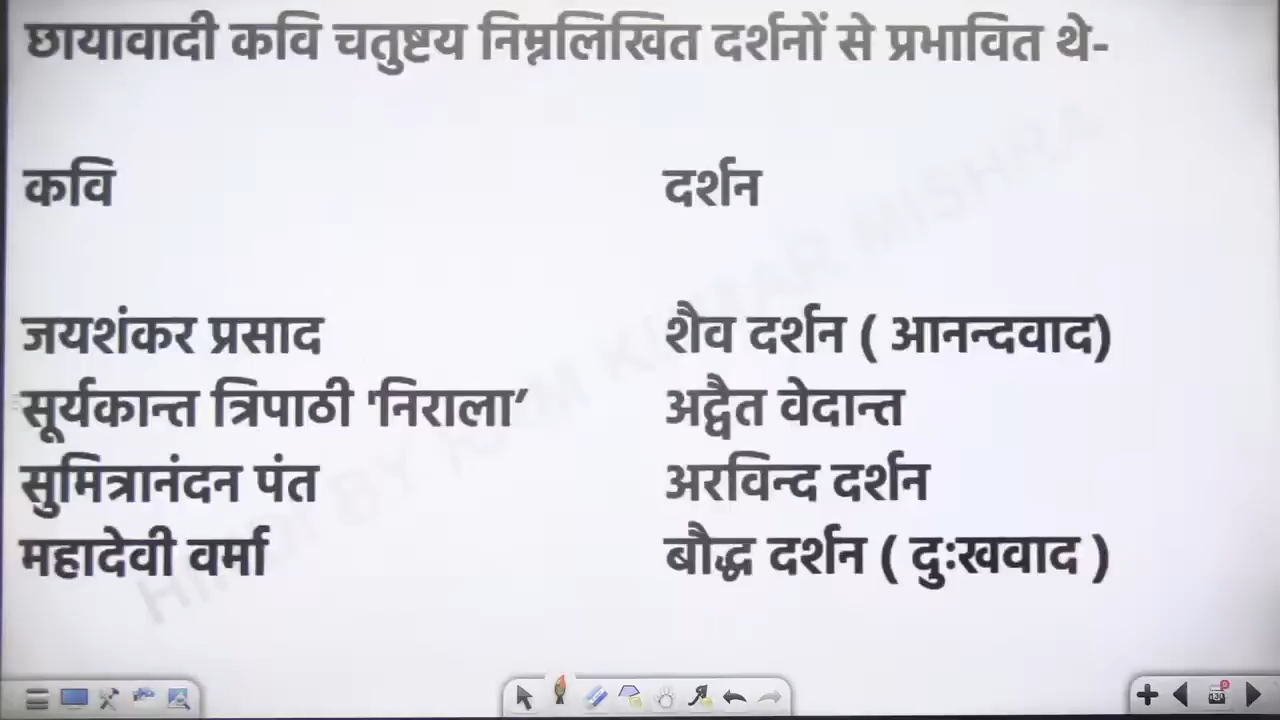 छायावादी कवि चतुष्टय निम्नलिखित दर्शनों से प्रभावित थे-
कवि दर्शन
जयशंकर प्रसाद शैव दर्शन ( आनन्दवाद)
सूर्यकान्त त्रिपाठी 'निराला’ अद्वैत वेदान्त
सुमित्रानंदन पंत अरविन्द दर्शन
महादेवी वर्मा बौद्ध दर्शन ( दुःखवाद )